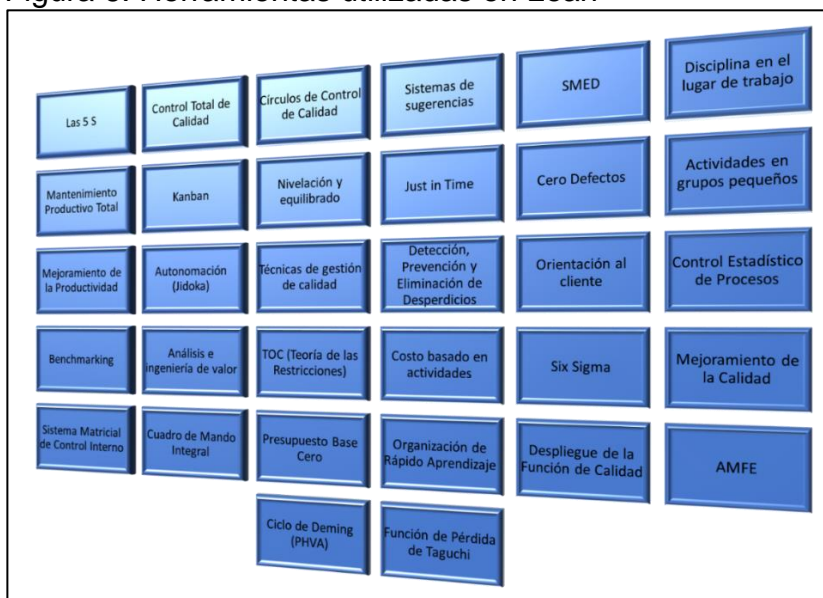 Figura Herramientas utilizadas en Lean
Las 5 S
Control Total de
Calidad
Círculos de Control
de Calidad
Sistemas de
sugerencias
SMED
Disciplina en el
lugar de trabajo
Mantenimiento
Productivo Total
Kanban
Nivelación y
equilibrado
Just in Time
Cero Defectos
Actividades en
grupos pequeños
Mejoramiento de
la Productividad
Autonomación
(Jidoka)
Técnicas de gestión
de calidad
Detección,
Prevención y
Eliminación de
Desperdicios
Orientación al
cliente
Control Estadístico
de Procesos
Benchmarking
Análisis e
ingeniería de valor
TOC (Teoría de las
Restricciones)
Costo basado en
actividades
Six Sigma
Mejoramiento de
la Calidad
Sistema Matricial
de Control Interno
Cuadro de Mando
Integral
Presupuesto Base
Cero
Organización de
Rápido Aprendizaje
Despliegue de la
Función de Calidad
AMFE
Ciclo de Deming
(PHVA)
Función de Pérdida
de Taguchi